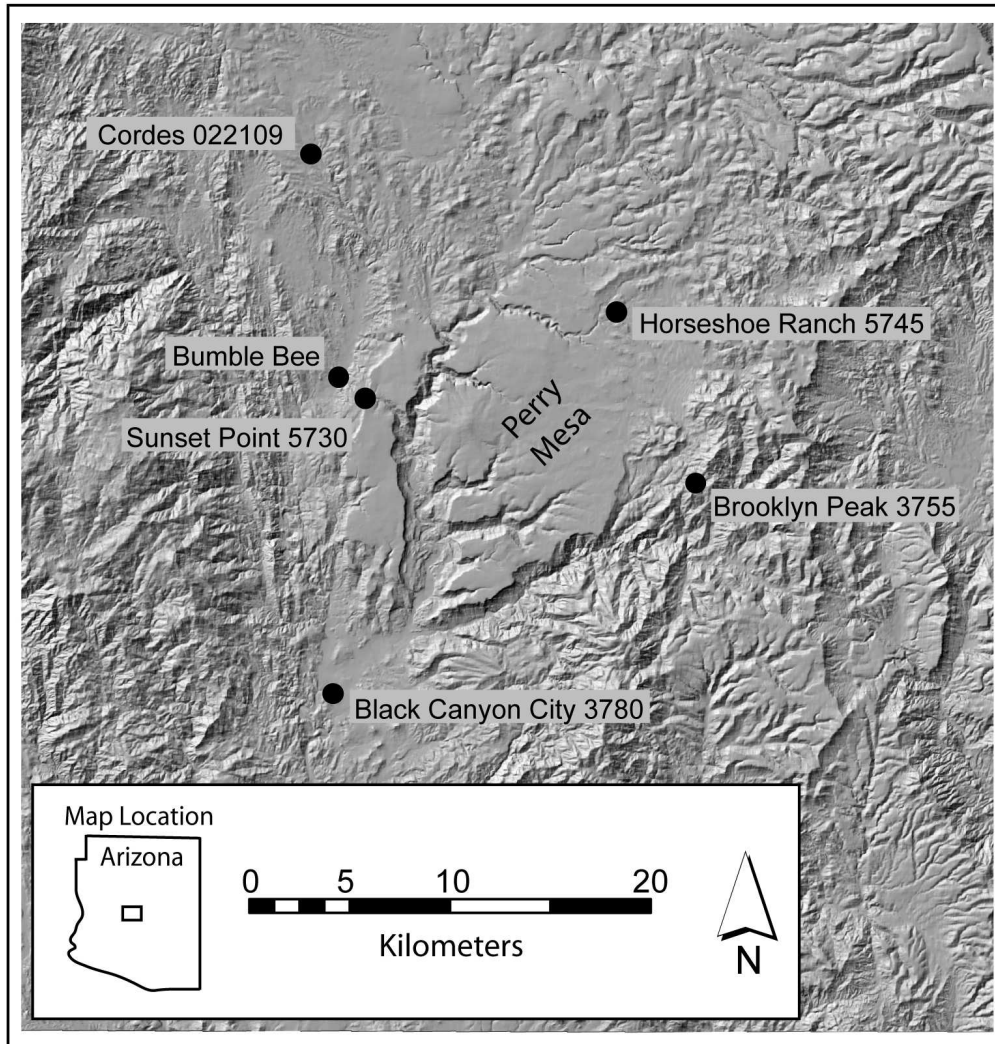 Cordes 022109
Horseshoe Ranch 5745
Bumble Bee
Sunset Point 5730
Perry
Mesa
Brooklyn Peak 3755
Black Canyon City 3780
Map Location
Arizona
0 5 10 20
Kilometers
N